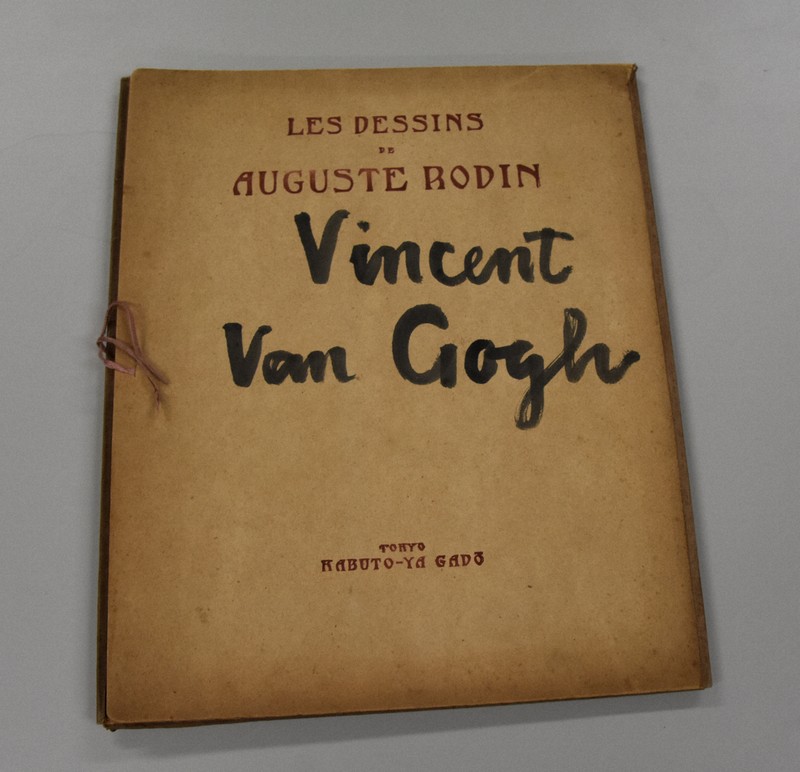 LES DESSINS
DE
AUGUSTE RODIN
Vincent
Van Gogh
TOKYO
KABUTO-YA GADŌ